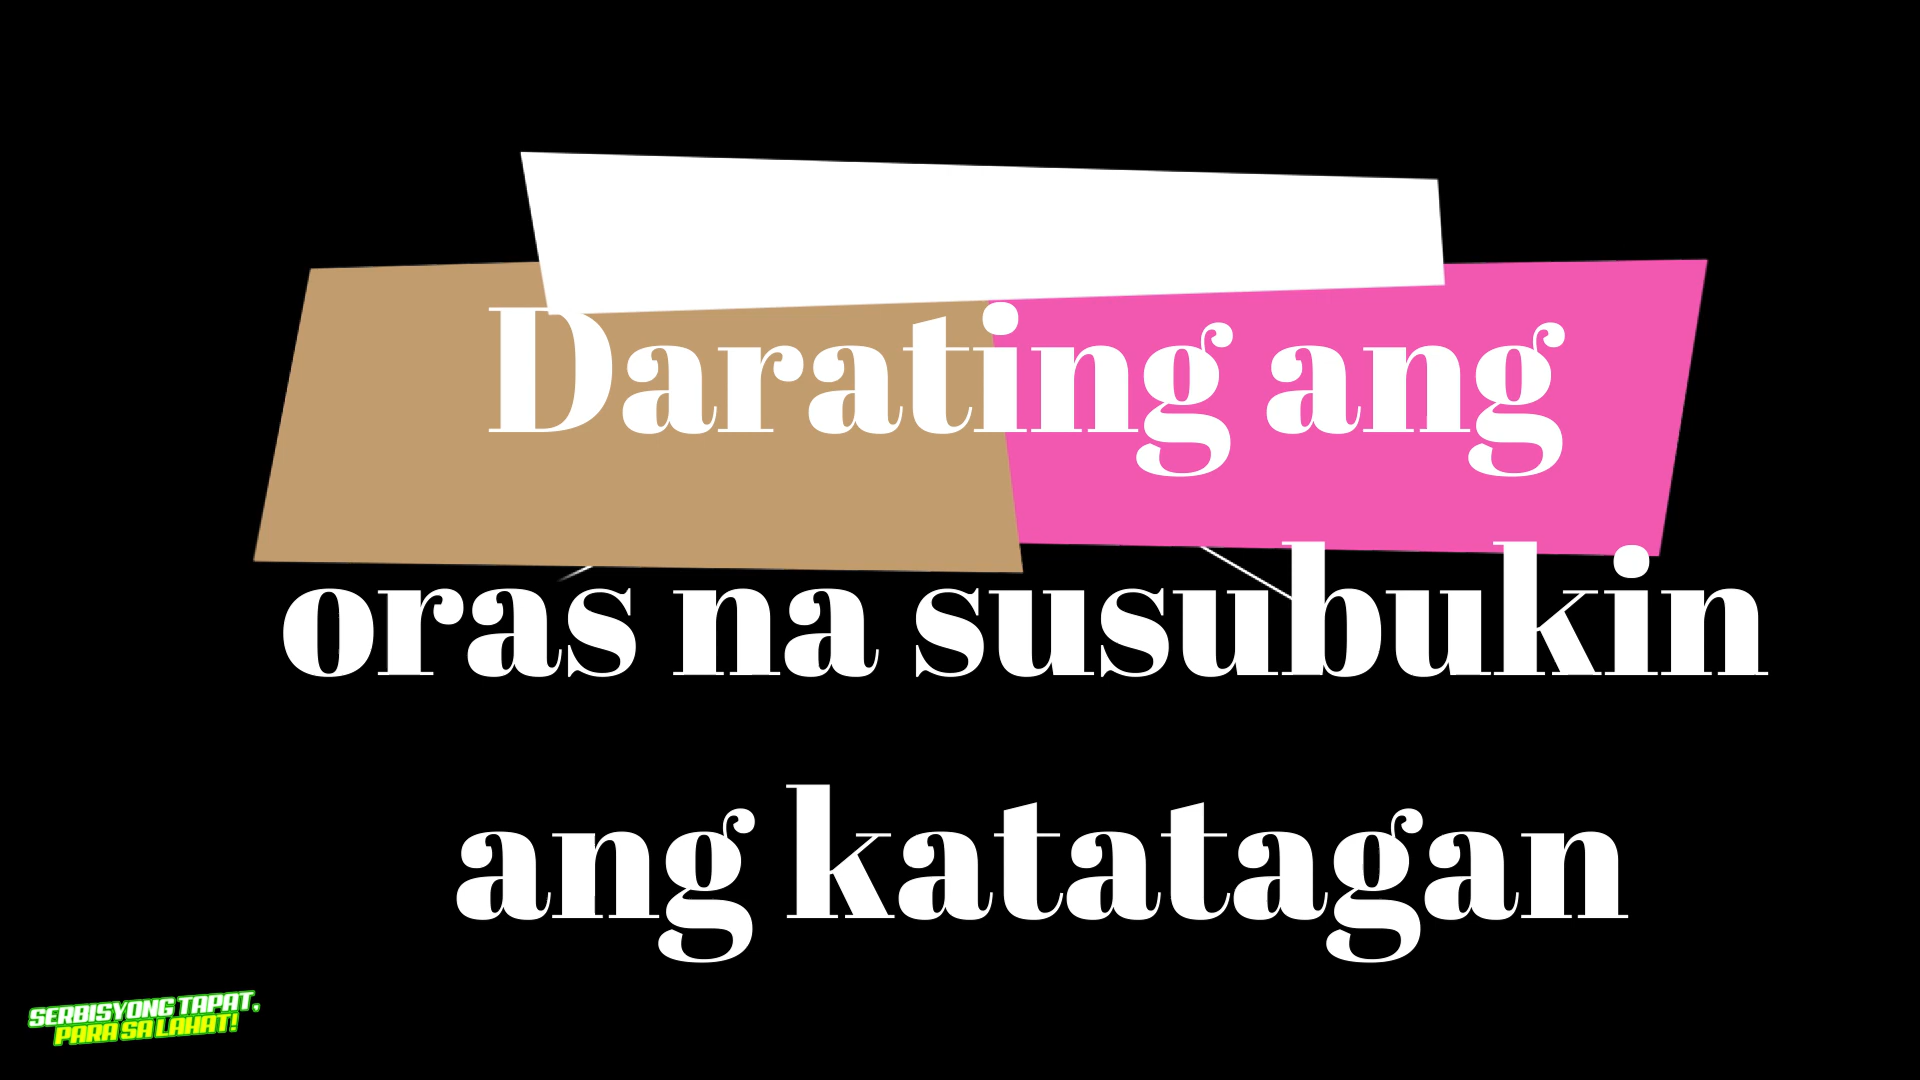 Darating ang
oras na susubukin
ang katatagan
SERBISYONG TAPAT,
PARA SA LAHAT!